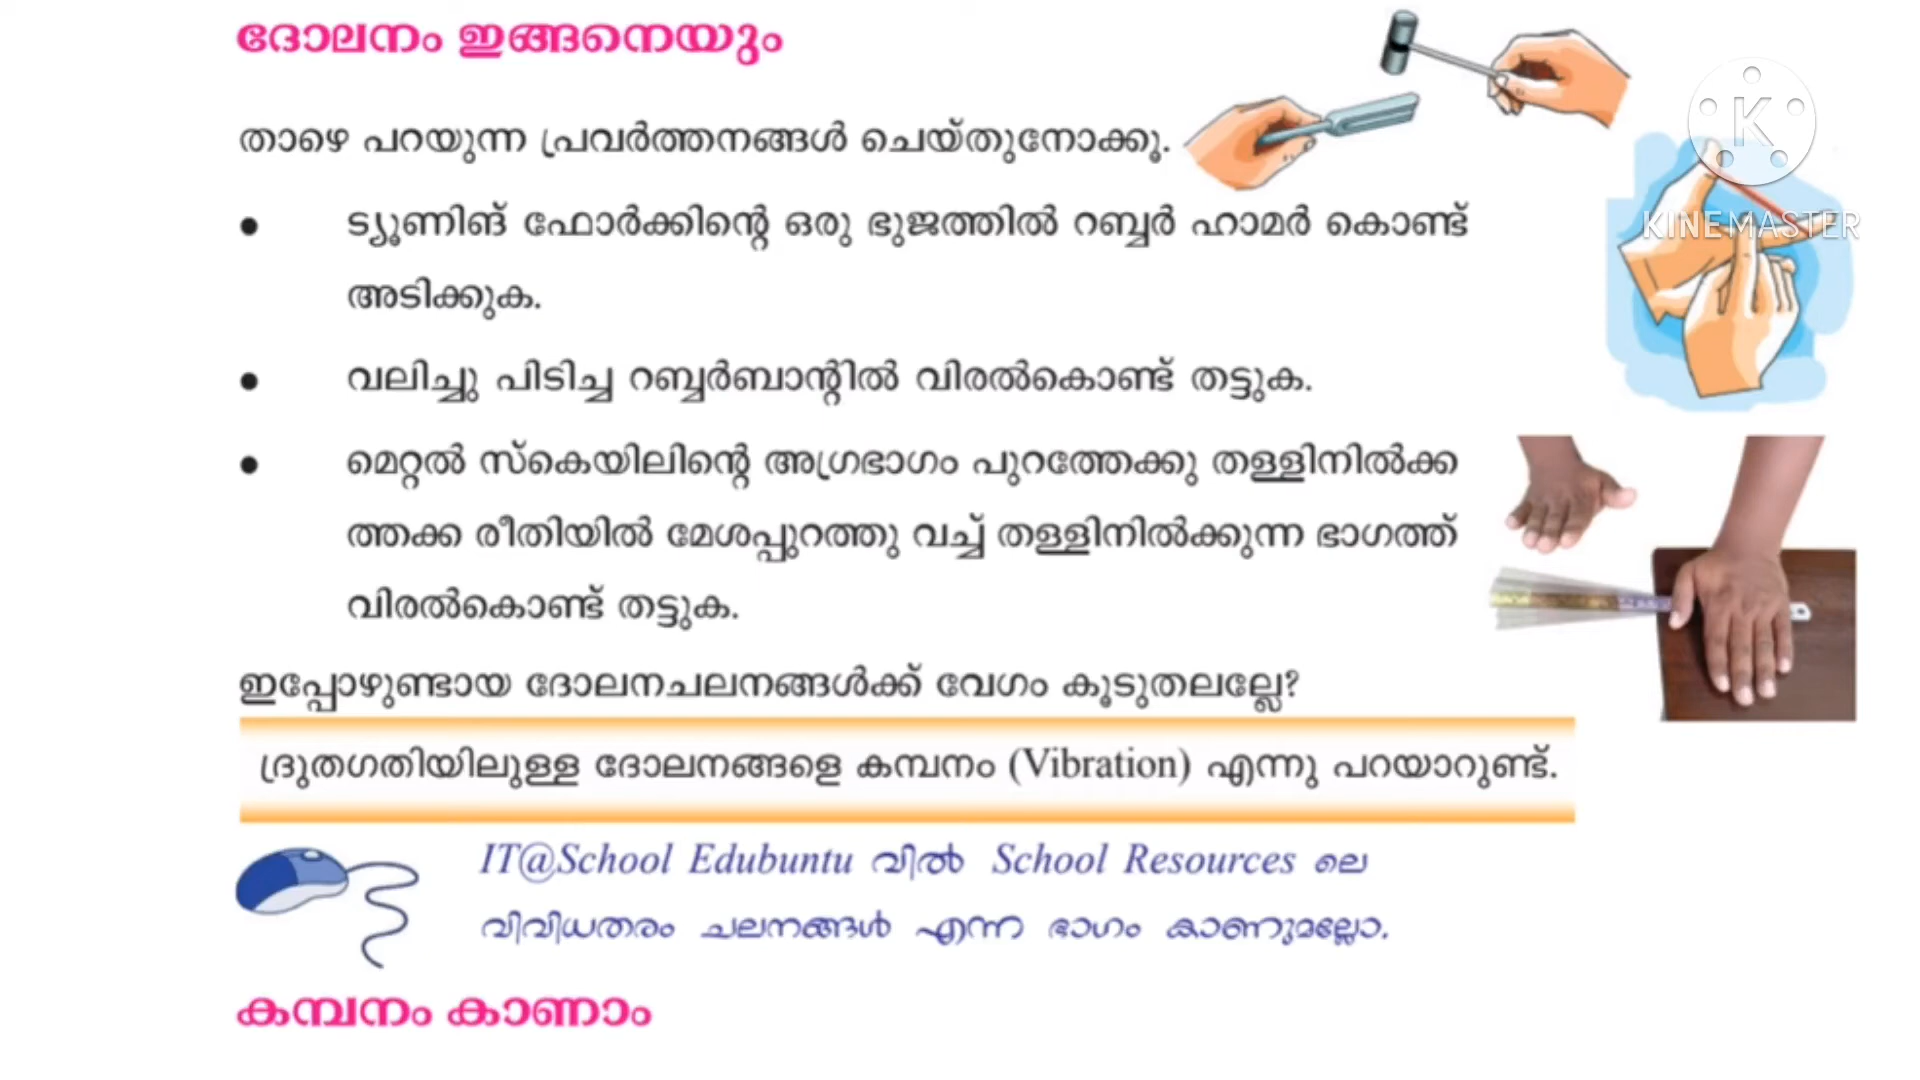 ദോലനം ഇങ്ങനെയും
താഴെ പറയുന്ന പ്രവർത്തനങ്ങൾ ചെയ്തുനോക്കൂ.
● ട്യൂണിങ് ഫോർക്കിന്റെ ഒരു ഭുജത്തിൽ റബ്ബർ ഹാമർ കൊണ്ട്
അടിക്കുക.
● വലിച്ചു പിടിച്ച റബ്ബർബാന്റിൽ വിരൽകൊണ്ട് തട്ടുക.
● മെറ്റൽ സ്കെയിലിന്റെ അഗ്രഭാഗം പുറത്തേക്കു തള്ളിനിൽക്ക
ത്തക്ക രീതിയിൽ മേശപ്പുറത്തു വച്ച് തള്ളിനിൽക്കുന്ന ഭാഗത്ത്
വിരൽകൊണ്ട് തട്ടുക.
ഇപ്പോഴുണ്ടായ ദോലനചലനങ്ങൾക്ക് വേഗം കൂടുതലല്ലേ?
ദ്രുതഗതിയിലുള്ള ദോലനങ്ങളെ കമ്പനം (Vibration) എന്നു പറയാറുണ്ട്.
IT@School Edubuntu വിൽ School Resources ലെ
വിവിധതരം ചലനങ്ങൾ എന്ന ഭാഗം കാണുമല്ലോ.
കമ്പനം കാണാം
K
KINEMASTER